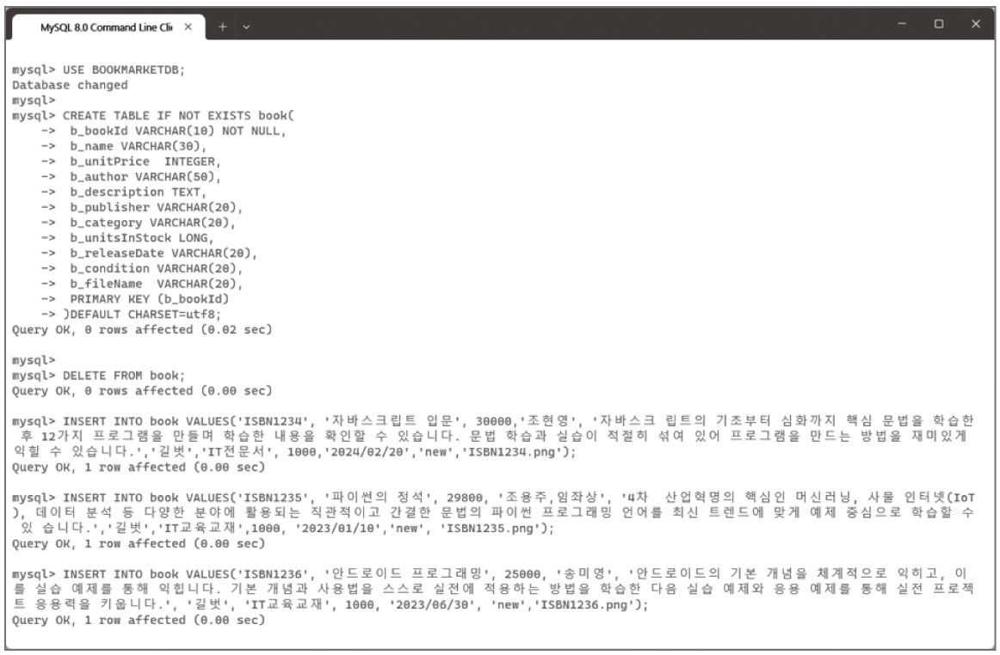 MySQL 8.0 Command Line Cli
mysql> USE BOOKMARKETDB;
Database changed
mysql>
mysql> CREATE TABLE IF NOT EXISTS book(
    ->  b_bookId VARCHAR(10) NOT NULL,
    ->  b_name VARCHAR(30),
    ->  b_unitPrice  INTEGER,
    ->  b_author VARCHAR(50),
    ->  b_description TEXT,
    ->  b_publisher VARCHAR(20),
    ->  b_category VARCHAR(20),
    ->  b_unitsInStock LONG,
    ->  b_releaseDate VARCHAR(20),
    ->  b_condition VARCHAR(20),
    ->  b_fileName  VARCHAR(20),
    ->  PRIMARY KEY (b_bookId)
    -> )DEFAULT CHARSET=utf8;
Query OK, 0 rows affected (0.02 sec)
mysql>
mysql> DELETE FROM book;
Query OK, 0 rows affected (0.00 sec)
mysql> INSERT INTO book VALUES('ISBN1234', '자바스크립트 입문', 30000,'조현영', '자바스크 립트의 기초부터 심화까지 핵심 문법을 학습한
 후 12가지 프로그램을 만들며 학습한 내용을 확인할 수 있습니다. 문법 학습과 실습이 적절히 섞여 있어 프로그램을 만드는 방법을 재미있게
익힐 수 있습니다.','길벗','IT전문서', 1000,'2024/02/20','new','ISBN1234.png');
Query OK, 1 row affected (0.00 sec)
mysql> INSERT INTO book VALUES('ISBN1235', '파이썬의 정석', 29800, '조용주,임좌상', '4차  산업혁명의 핵심인 머신러닝, 사물 인터넷(IoT
), 데이터 분석 등 다양한 분야에 활용되는 직관적이고 간결한 문법의 파이썬 프로그래밍 언어를 최신 트렌드에 맞게 예제 중심으로 학습할 수
 있 습니다.','길벗','IT교육교재',1000, '2023/01/10','new', 'ISBN1235.png');
Query OK, 1 row affected (0.00 sec)
mysql> INSERT INTO book VALUES('ISBN1236', '안드로이드 프로그래밍', 25000, '송미영', '안드로이드의 기본 개념을 체계적으로 익히고, 이
를 실습 예제를 통해 익힙니다. 기본 개념과 사용법을 스스로 실전에 적용하는 방법을 학습한 다음 실습 예제와 응용 예제를 통해 실전 프로젝
트 응용력을 키웁니다.', '길벗', 'IT교육교재', 1000, '2023/06/30', 'new','ISBN1236.png');
Query OK, 1 row affected (0.00 sec)